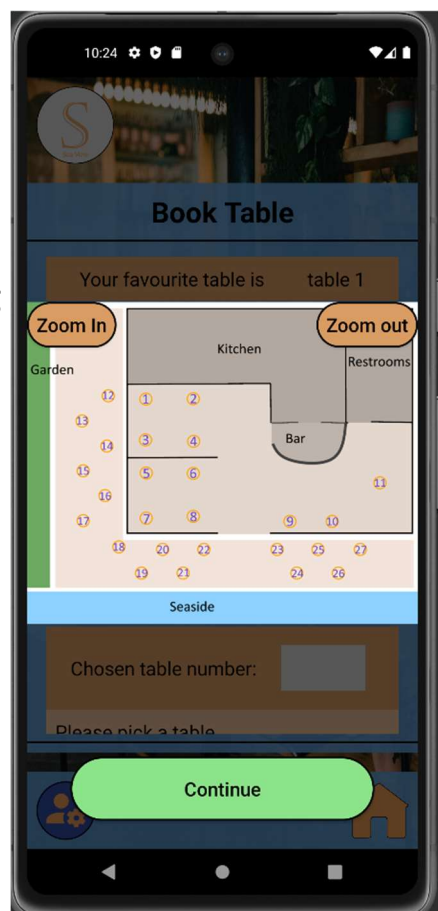 10:24
S
Book Table
Your favourite table is table 1
Zoom In
Zoom out
Kitchen
Restrooms
Garden
Bar
12 1 2
13
14 3 4
15 5 6
11
16
17 7 8 9 10
18 20 22 23 25 27
19 21 24 26
Seaside
Chosen table number:
Please pick a table
Continue